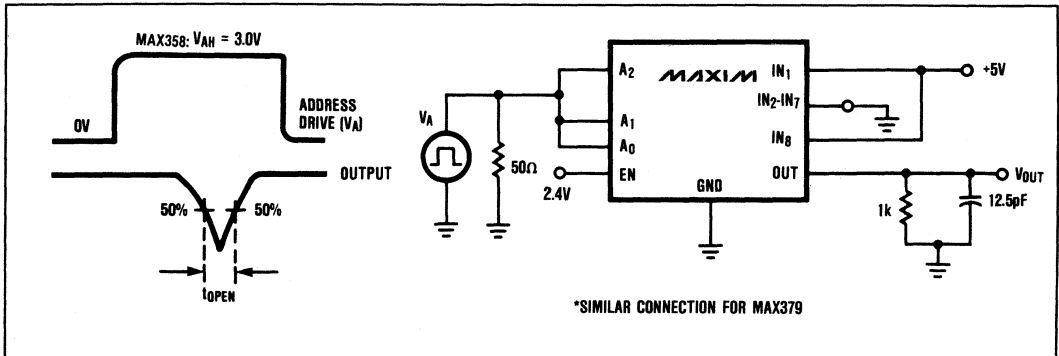 MAX358: VAH = 3.0V
0V
ADDRESS
DRIVE (VA)
OUTPUT
50%
50%
tOPEN
VA
50Ω
2.4V
A2
A1
A0
EN
MAXIM
GND
IN1
IN2-IN7
IN8
OUT
+5V
VOUT
1k
12.5pF
*SIMILAR CONNECTION FOR MAX379